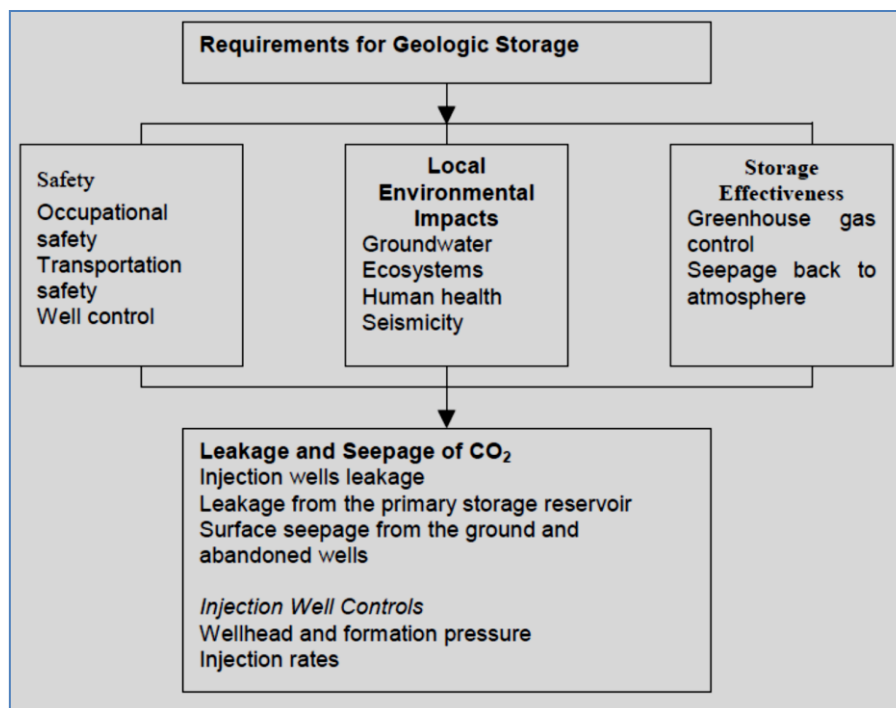 Requirements for Geologic Storage
Safety
Occupational
safety
Transportation
safety
Well control
Local
Environmental
Impacts
Groundwater
Ecosystems
Human health
Seismicity
Storage
Effectiveness
Greenhouse gas
control
Seepage back to
atmosphere
Leakage and Seepage of CO₂
Injection wells leakage
Leakage from the primary storage reservoir
Surface seepage from the ground and
abandoned wells
Injection Well Controls
Wellhead and formation pressure
Injection rates